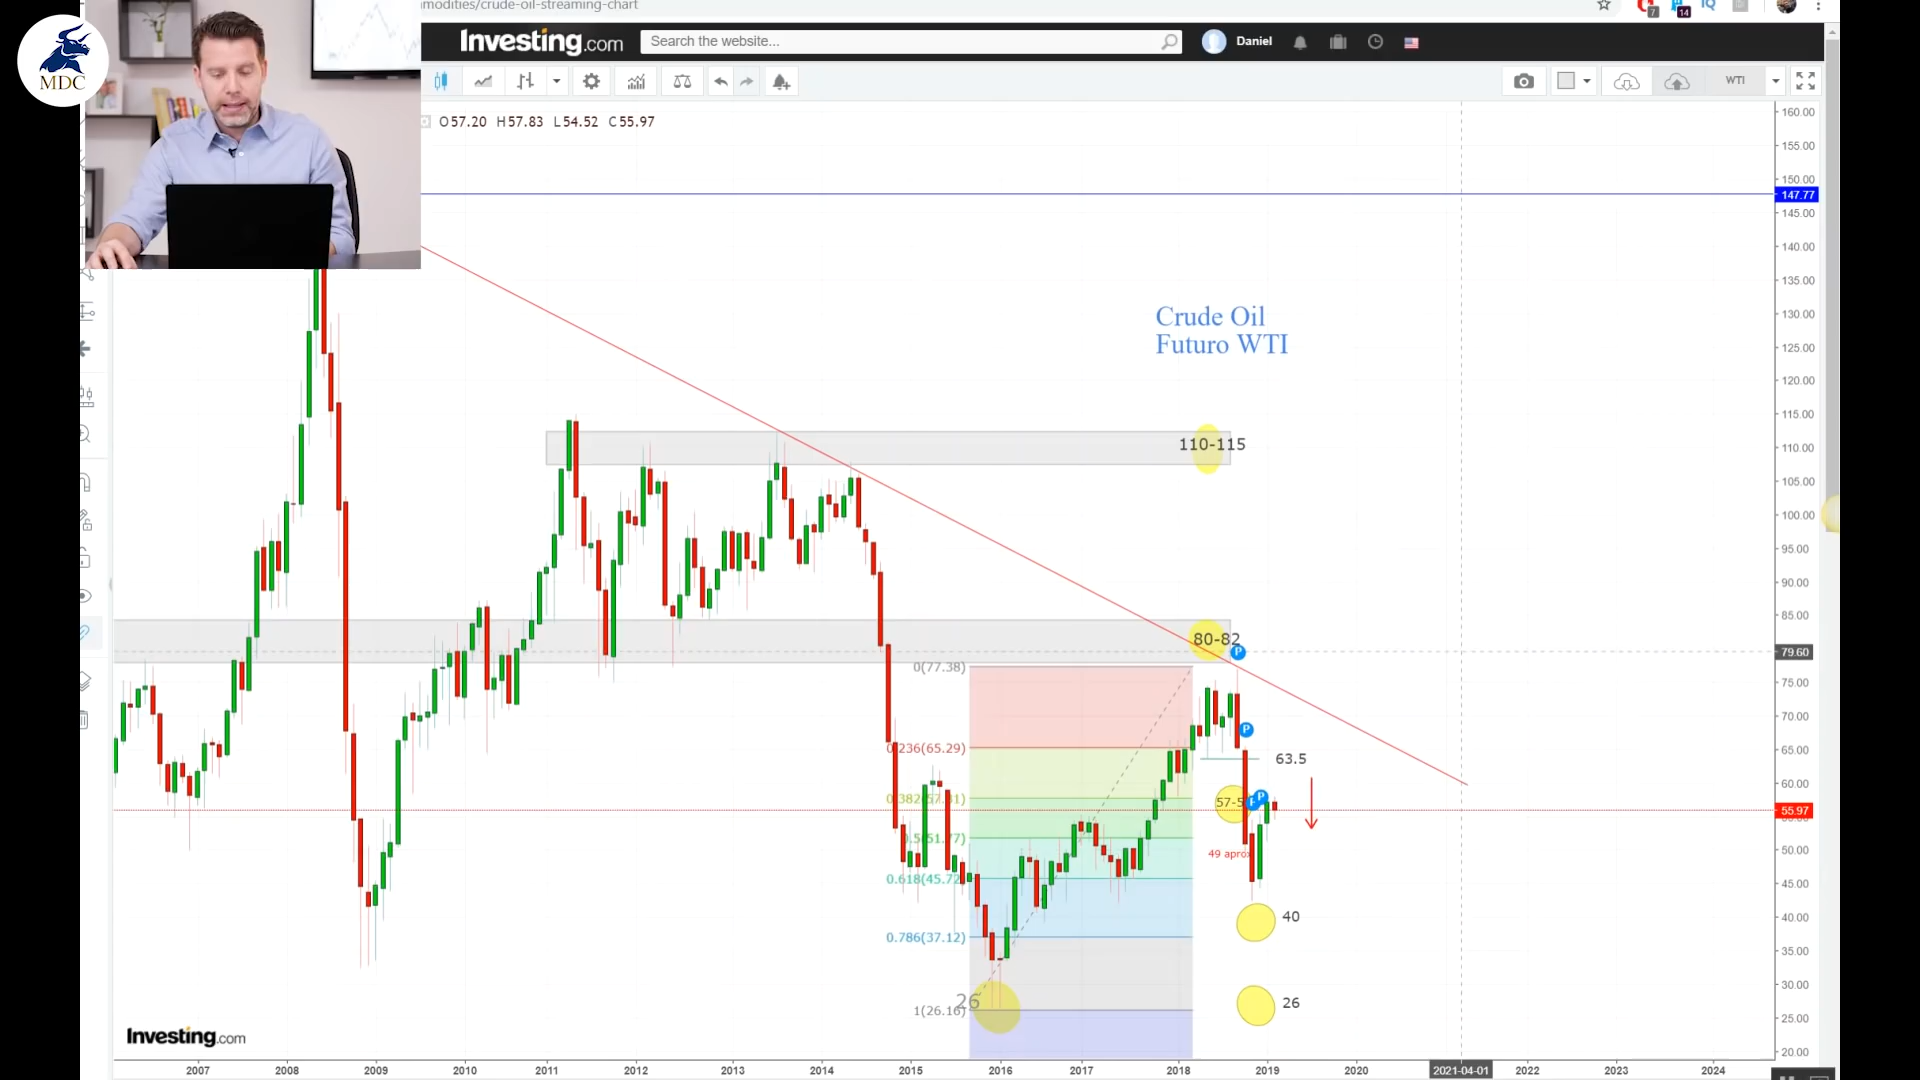 modities/crude-oil-streaming-chart
7
14
IQ
MDC
Investing.com
Search the website...
Daniel
WTI
O57.20 H57.83 L54.52 C55.97
160.00
155.00
150.00
147.77
145.00
140.00
135.00
130.00
125.00
120.00
115.00
110.00
105.00
100.00
95.00
90.00
85.00
79.60
75.00
70.00
65.00
60.00
55.97
50.00
45.00
40.00
35.00
30.00
25.00
20.00
Crude Oil
Futuro WTI
110-115
80-82
P
P
P
0(77.38)
0.236(65.29)
63.5
57-5
0.618(45.72)
49 aprox
0.786(37.12)
40
26
1(26.16)
26
Investing.com
2007 2008 2009 2010 2011 2012 2013 2014 2015 2016 2017 2018 2019 2020 2021-04-01 2022 2023 2024